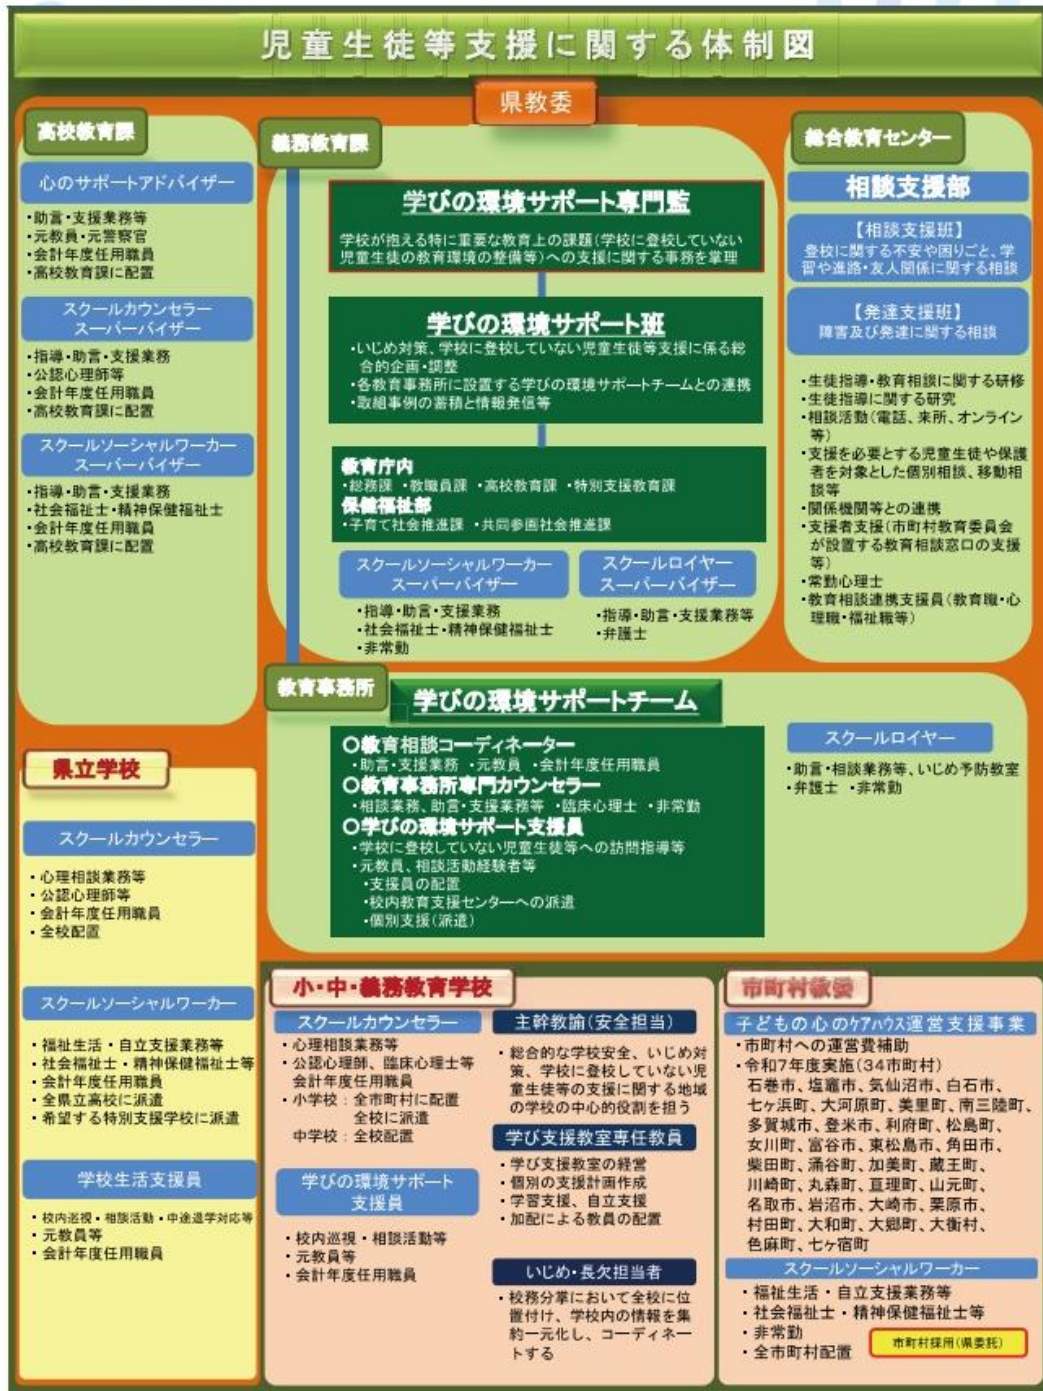 児童生徒等支援に関する体制図
県教委
高校教育課
心のサポートアドバイザー
・助言・支援業務等
・元教員・元警察官
・会計年度任用職員
・高校教育課に配置
スクールカウンセラー
スーパーバイザー
・指導・助言・支援業務
・公認心理師等
・会計年度任用職員
・高校教育課に配置
スクールソーシャルワーカー
スーパーバイザー
・指導・助言・支援業務
・社会福祉士・精神保健福祉士
・会計年度任用職員
・高校教育課に配置
義務教育課
学びの環境サポート専門監
学校が抱える特に重要な教育上の課題(学校に登校していない
児童生徒の教育環境の整備等)への支援に関する事務を掌理
学びの環境サポート班
・いじめ対策、学校に登校していない児童生徒等支援に係る総
合的企画・調整
・各教育事務所に設置する学びの環境サポートチームとの連携
・取組事例の蓄積と情報発信等
教育庁内
・総務課 ・教職員課 ・高校教育課 ・特別支援教育課
保健福祉部
・子育て社会推進課 ・共同参画社会推進課
スクールソーシャルワーカー
スーパーバイザー
・指導・助言・支援業務
・社会福祉士・精神保健福祉士
・非常勤
スクールロイヤー
スーパーバイザー
・指導・助言・支援業務等
・弁護士
総合教育センター
相談支援部
【相談支援班】
登校に関する不安や困りごと、学
習や進路・友人関係に関する相談
【発達支援班】
障害及び発達に関する相談
・生徒指導・教育相談に関する研修
・生徒指導に関する研究
・相談活動(電話、来所、オンライン
等)
・支援を必要とする児童生徒や保護
者を対象とした個別相談、移動相
談等
・関係機関等との連携
・支援者支援(市町村教育委員会
が設置する教育相談窓口の支援
等)
・常勤心理士
・教育相談連携支援員(教育職・心
理職・福祉職等)
教育事務所
学びの環境サポートチーム
〇教育相談コーディネーター
・助言・支援業務 ・元教員 ・会計年度任用職員
〇教育事務所専門カウンセラー
・相談業務、助言・支援業務等 ・臨床心理士 ・非常勤
〇学びの環境サポート支援員
・学校に登校していない児童生徒等への訪問指導等
・元教員、相談活動経験者等
・支援員の配置
・校内教育支援センターへの派遣
・個別支援(派遣)
スクールロイヤー
・助言・相談業務等、いじめ予防教室
・弁護士 ・非常勤
県立学校
スクールカウンセラー
・心理相談業務等
・公認心理師等
・会計年度任用職員
・全校配置
スクールソーシャルワーカー
・福祉生活・自立支援業務等
・社会福祉士・精神保健福祉士等
・会計年度任用職員
・全県立高校に派遣
・希望する特別支援学校に派遣
学校生活支援員
・校内巡視・相談活動・中途退学対応等
・元教員等
・会計年度任用職員
小・中・義務教育学校
スクールカウンセラー
・心理相談業務等
・公認心理師、臨床心理士等
会計年度任用職員
・小学校：全市町村に配置
全校に派遣
中学校：全校配置
学びの環境サポート
支援員
・校内巡視・相談活動等
・元教員等
・会計年度任用職員
主幹教諭(安全担当)
・総合的な学校安全、いじめ対
策、学校に登校していない児
童生徒等の支援に関する地域
の学校の中心的役割を担う
学び支援教室専任教員
・学び支援教室の経営
・個別の支援計画作成
・学習支援、自立支援
・加配による教員の配置
いじめ・長欠担当者
・校務分掌において全校に位
置付け、学校内の情報を集
約一元化し、コーディネー
トする
市町村教委
子どもの心のケアハウス運営支援事業
・市町村への運営費補助
・令和7年度実施(34市町村)
石巻市、塩竈市、気仙沼市、白石市、
七ヶ浜町、大河原町、美里町、南三陸町、
多賀城市、登米市、利府町、松島町、
女川町、富谷市、東松島市、角田市、
柴田町、涌谷町、加美町、蔵王町、
川崎町、丸森町、亘理町、山元町、
名取市、岩沼市、大崎市、栗原市、
村田町、大和町、大郷町、大衡村、
色麻町、七ヶ宿町
スクールソーシャルワーカー
・福祉生活・自立支援業務等
・社会福祉士・精神保健福祉士等
・非常勤
・全市町村配置
市町村採用(県委託)